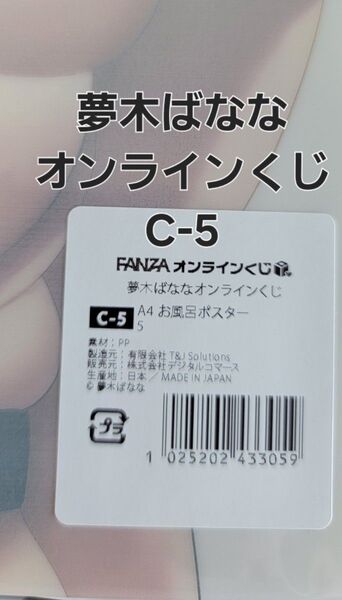 夢木ばなな
オンラインくじ
C-5
FANZA オンラインくじ
夢木ばななオンラインくじ
C-5 A4 お風呂ポスター
5
素材：PP
製造元：有限会社 T&J Solutions
販売元：株式会社デジタルコマース
生産地：日本／ MADE IN JAPAN
© 夢木ばなな
プラ
1 025202 433059